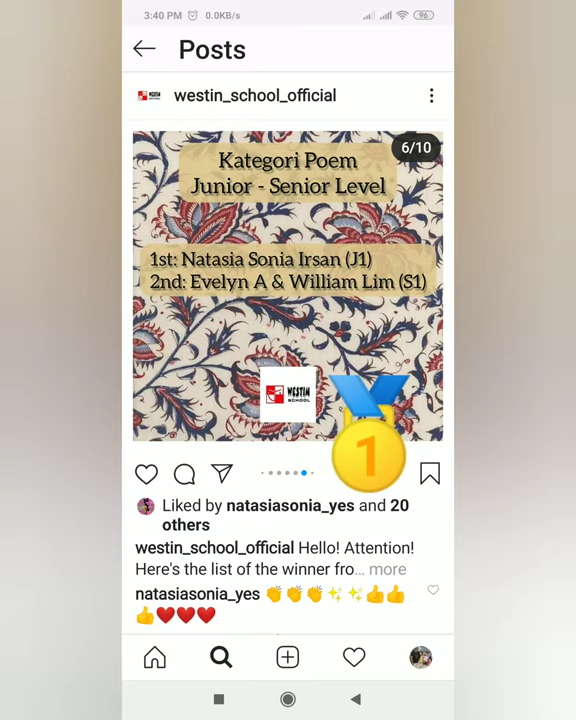 3:40 PM 0.0KB/s 96
Posts
westin_school_official
6/10
Kategori Poem
Junior - Senior Level
1st: Natasia Sonia Irsan (J1)
2nd: Evelyn A & William Lim (S1)
WESTIN
SCHOOL
1
Liked by natasiasonia_yes and 20
others
westin_school_official Hello! Attention!
Here's the list of the winner fro... more
natasiasonia_yes 👏👏👏✨✨👍👍
👍❤️❤️❤️